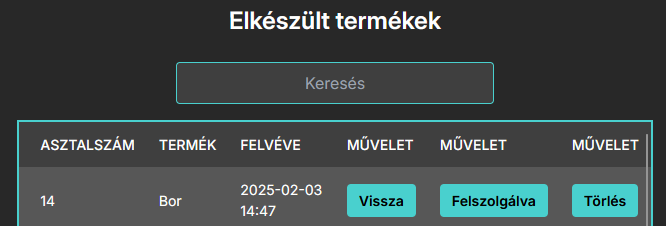 Elkészült termékek
Keresés
ASZTALSZÁM TERMÉK FELVÉVE MŰVELET MŰVELET MŰVELET
14 Bor 2025-02-03 14:47 Vissza Felszolgálva Törlés